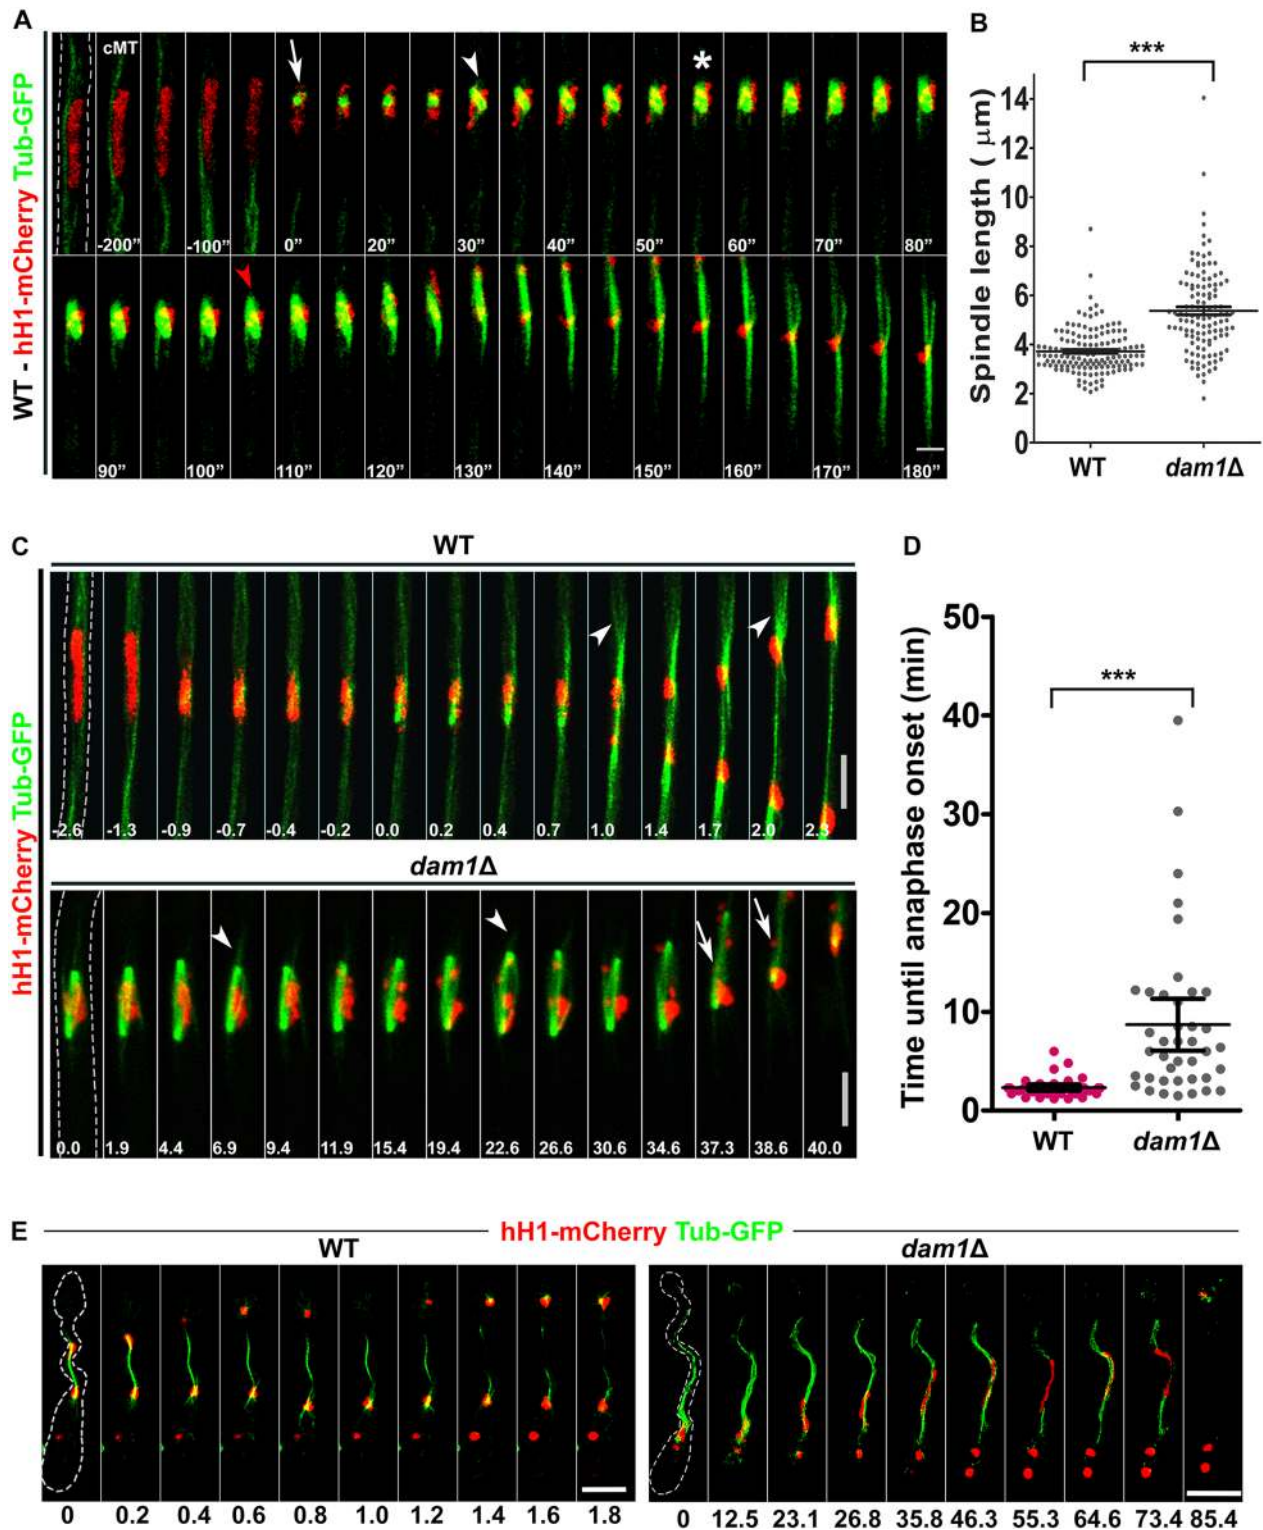 A
B
WT - hH1-mCherry Tub-GFP
cMT
*
-200” -100” 0” 20” 30” 40” 50” 60” 70” 80”
90” 100” 110” 120” 130” 140” 150” 160” 170” 180”
***
Spindle length ( μm)
14
12
10
8
6
4
2
0
WT dam1Δ
C
D
hH1-mCherry Tub-GFP
WT
-2.6 -1.3 -0.9 -0.7 -0.4 -0.2 0.0 0.2 0.4 0.7 1.0 1.4 1.7 2.0 2.3
dam1Δ
0.0 1.9 4.4 6.9 9.4 11.9 15.4 19.4 22.6 26.6 30.6 34.6 37.3 38.6 40.0
***
Time until anaphase onset (min)
50
40
30
20
10
0
WT dam1Δ
E
hH1-mCherry Tub-GFP
WT dam1Δ
0 0.2 0.4 0.6 0.8 1.0 1.2 1.4 1.6 1.8
0 12.5 23.1 26.8 35.8 46.3 55.3 64.6 73.4 85.4